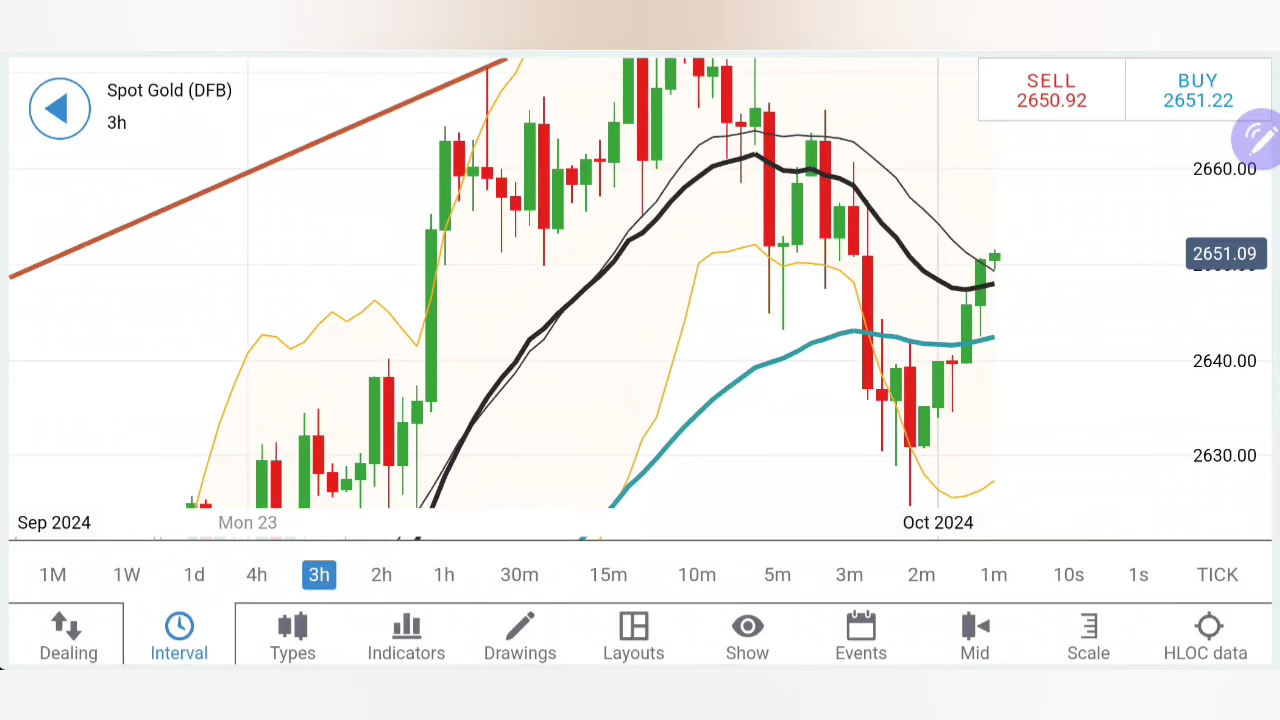 Spot Gold (DFB)
3h
SELL
2650.92
BUY
2651.22
2660.00
2651.09
2640.00
2630.00
Sep 2024
Mon 23
Oct 2024
1M 1W 1d 4h 3h 2h 1h 30m 15m 10m 5m 3m 2m 1m 10s 1s TICK
Dealing Interval Types Indicators Drawings Layouts Show Events Mid Scale HLOC data